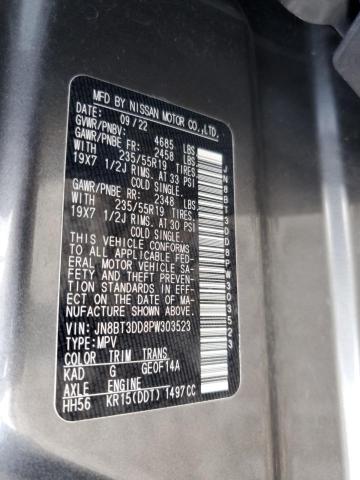 MFD BY NISSAN MOTOR CO.,LTD.
DATE: 09/22
GVWR/PNBV: 4685 LBS
GAWR/PNBE FR: 2458 LBS
WITH 235/55R19 TIRES
19X7 1/2J RIMS. AT 33 PSI
COLD SINGLE.
GAWR/PNBE RR: 2348 LBS
WITH 235/55R19 TIRES
19X7 1/2J RIMS. AT 30 PSI
COLD SINGLE.
THIS VEHICLE CONFORMS
TO ALL APPLICABLE FED-
ERAL MOTOR VEHICLE SA-
FETY AND THEFT PREVEN-
TION STANDARDS IN EFF-
ECT ON THE DATE OF MA-
NUFACTURE SHOWN ABOVE.
VIN: JN8BT3DD8PW303523
TYPE:MPV
COLOR TRIM TRANS
KAD G GE0F14A
AXLE ENGINE
HH56 KR15(DDT) 1497CC
JN8BT3DD8PW303523